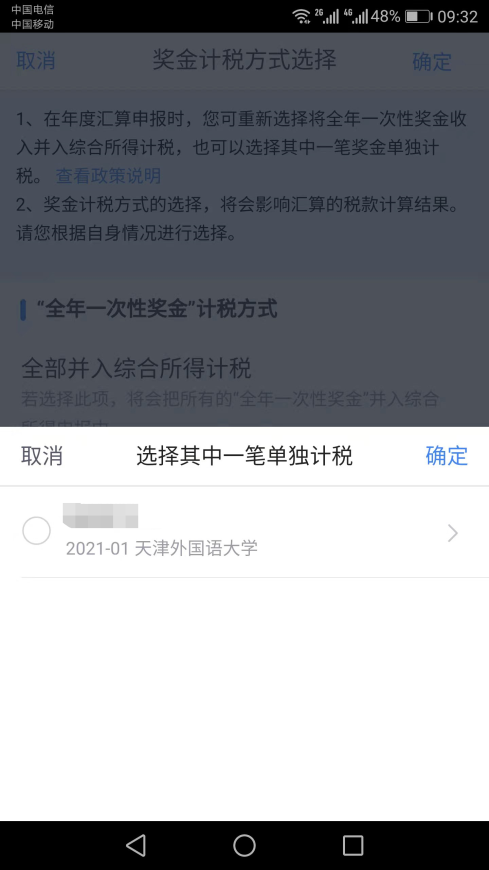 中国电信
中国移动
2G 4G 48% 09:32
取消 奖金计税方式选择 确定
1、在年度汇算申报时，您可重新选择将全年一次性奖金收
入并入综合所得计税，也可以选择其中一笔奖金单独计
税。 查看政策说明
2、奖金计税方式的选择，将会影响汇算的税款计算结果。
请您根据自身情况进行选择。
“全年一次性奖金”计税方式
全部并入综合所得计税
若选择此项，将会把所有的“全年一次性奖金”并入综合
所得申报中
取消 选择其中一笔单独计税 确定
2021-01 天津外国语大学